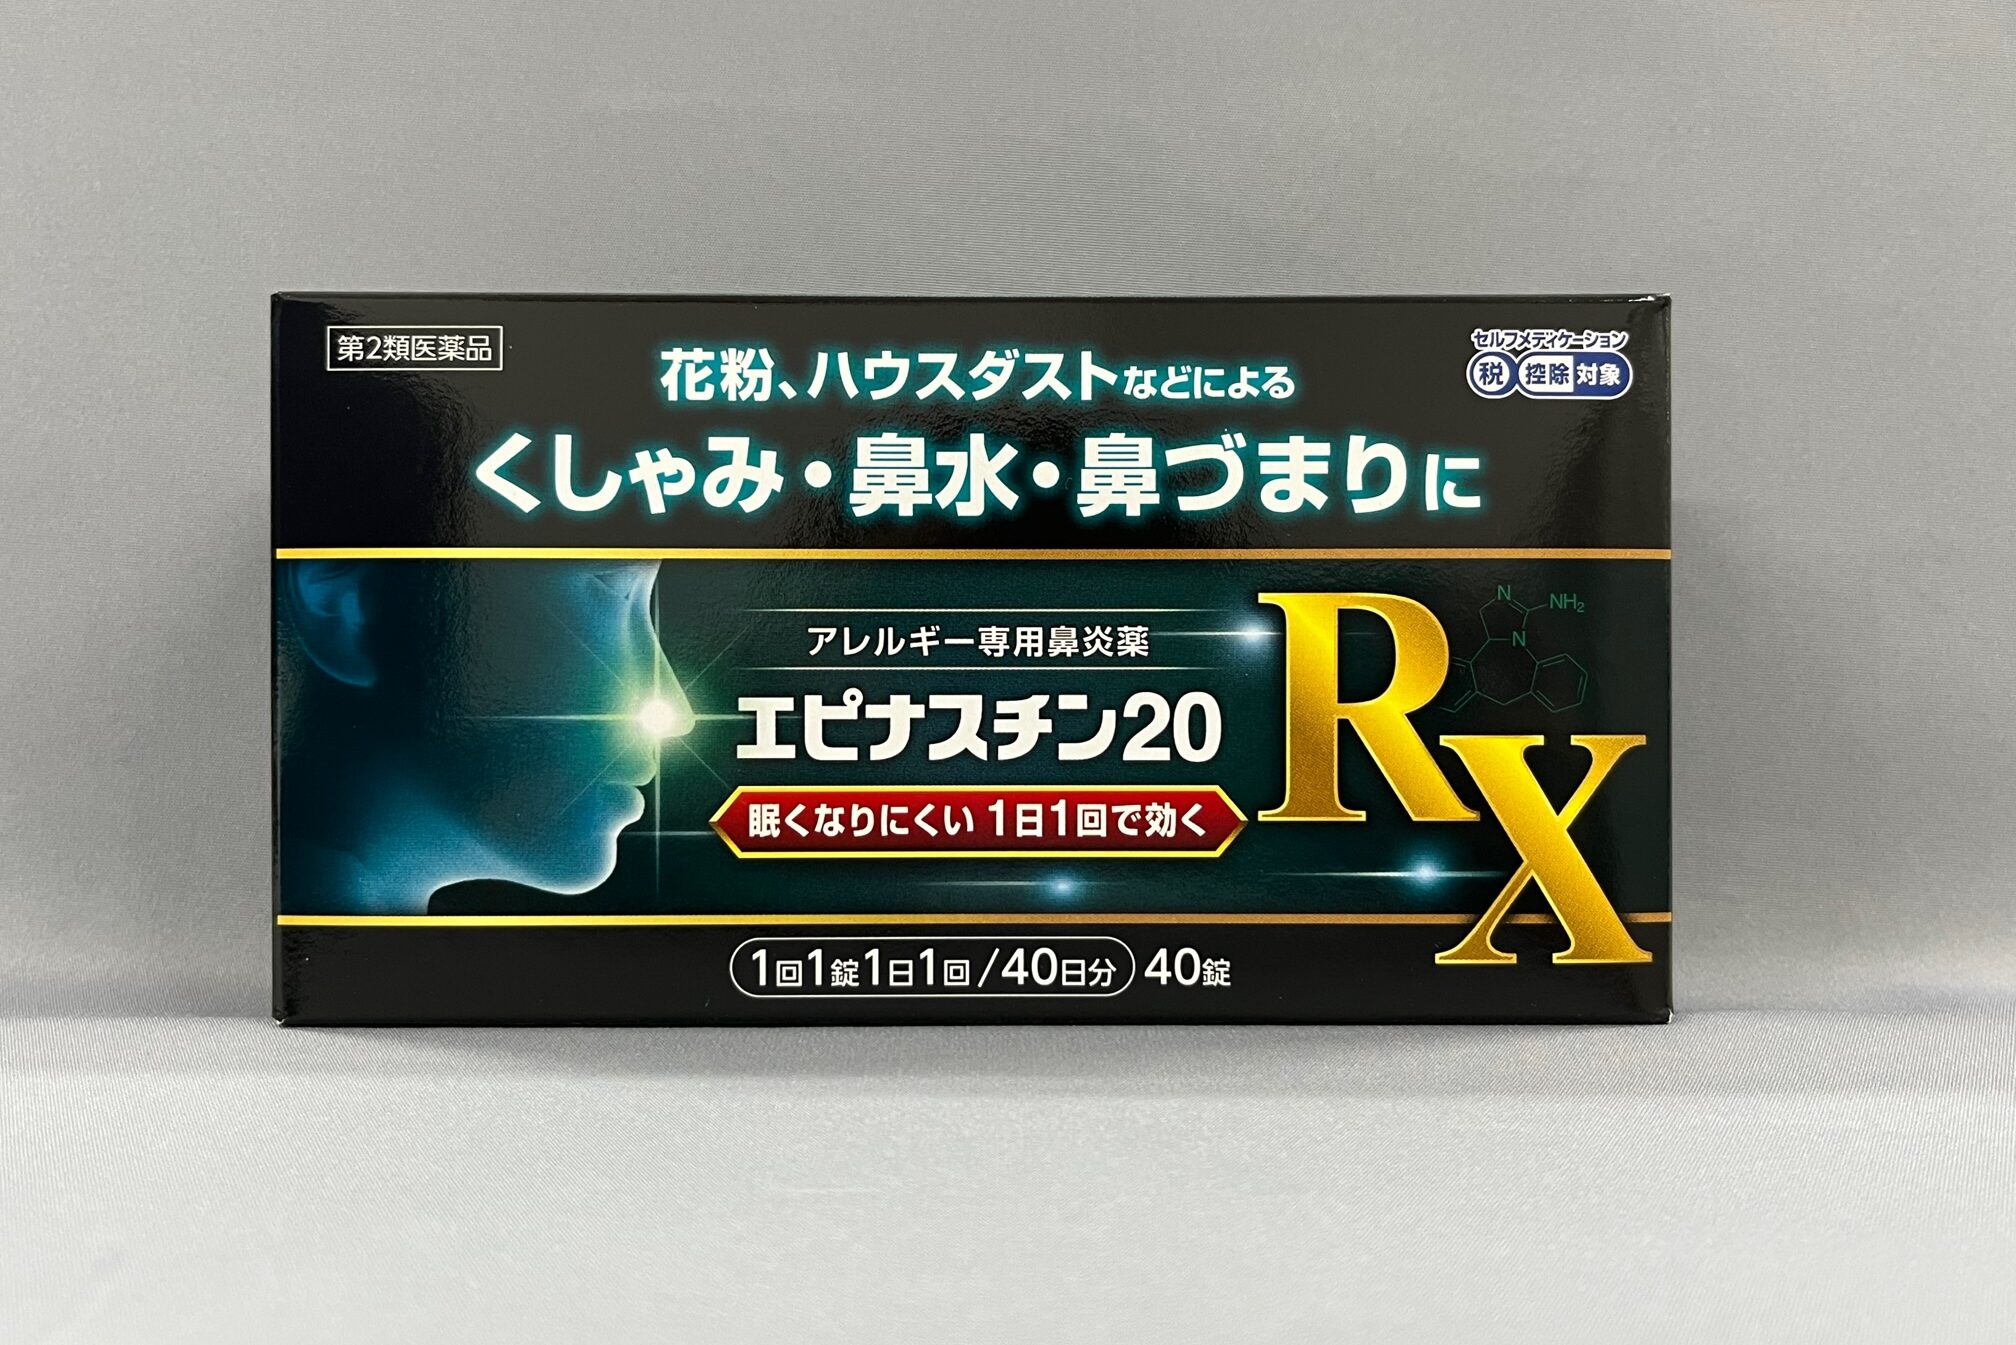 第2類医薬品
セルフメディケーション
税 控除 対象
花粉、ハウスダストなどによる
くしゃみ・鼻水・鼻づまりに
アレルギー専用鼻炎薬
エピナスチン20
RX
N
NH₂
N
眠くなりにくい 1日1回で効く
1回1錠1日1回/40日分 40錠